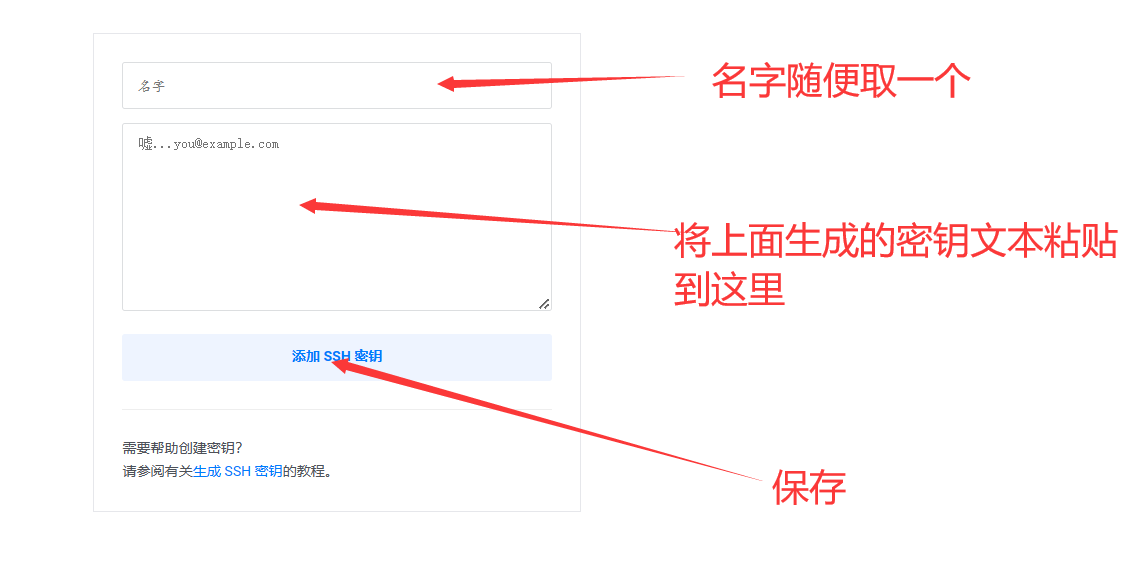 名字
名字随便取一个
嘘...you@example.com
将上面生成的密钥文本粘贴
到这里
添加 SSH 密钥
需要帮助创建密钥?
请参阅有关生成 SSH 密钥的教程。
保存